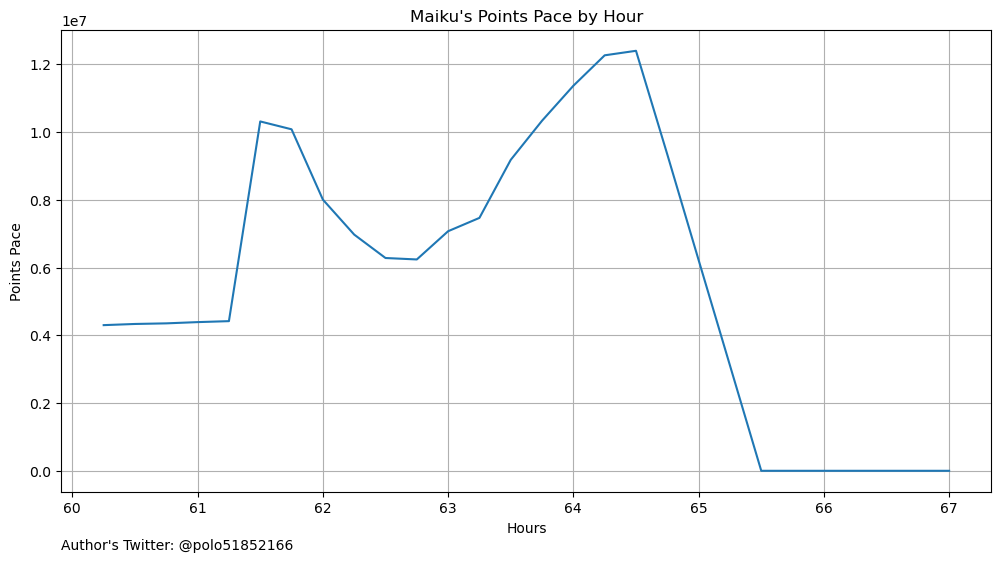 Maiku's Points Pace by Hour
1e7
1.2
1.0
0.8
0.6
0.4
0.2
0.0
Points Pace
60 61 62 63 64 65 66 67
Hours
Author's Twitter: @polo51852166